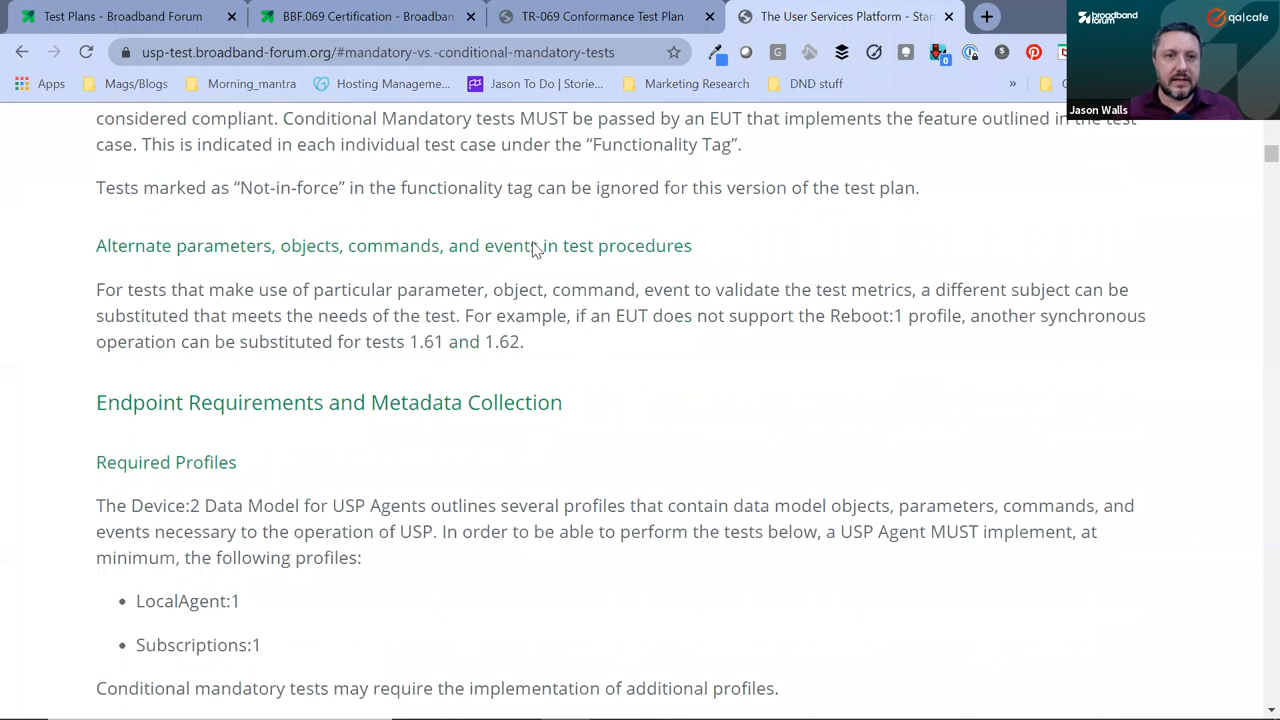 Test Plans - Broadband Forum
BBF.069 Certification
ban
TR-069 Conformance Test Plan
The User Services Platform - Stan
broadband
forum
qa|cafe
usp-test.broadband-forum.org/#mandatory-vs.-conditional-mandatory-tests
Apps
Mags/Blogs
Morning_mantra
Hosting Manageme...
Jason To Do | Storie...
Marketing Research
DND stuff
»
Jason Walls
considered compliant. Conditional Mandatory tests MUST be passed by an EUT that implements the feature outlined in the test
case. This is indicated in each individual test case under the “Functionality Tag”.
Tests marked as “Not-in-force” in the functionality tag can be ignored for this version of the test plan.
Alternate parameters, objects, commands, and events in test procedures
For tests that make use of particular parameter, object, command, event to validate the test metrics, a different subject can be
substituted that meets the needs of the test. For example, if an EUT does not support the Reboot:1 profile, another synchronous
operation can be substituted for tests 1.61 and 1.62.
Endpoint Requirements and Metadata Collection
Required Profiles
The Device:2 Data Model for USP Agents outlines several profiles that contain data model objects, parameters, commands, and
events necessary to the operation of USP. In order to be able to perform the tests below, a USP Agent MUST implement, at
minimum, the following profiles:
• LocalAgent:1
• Subscriptions:1
Conditional mandatory tests may require the implementation of additional profiles.